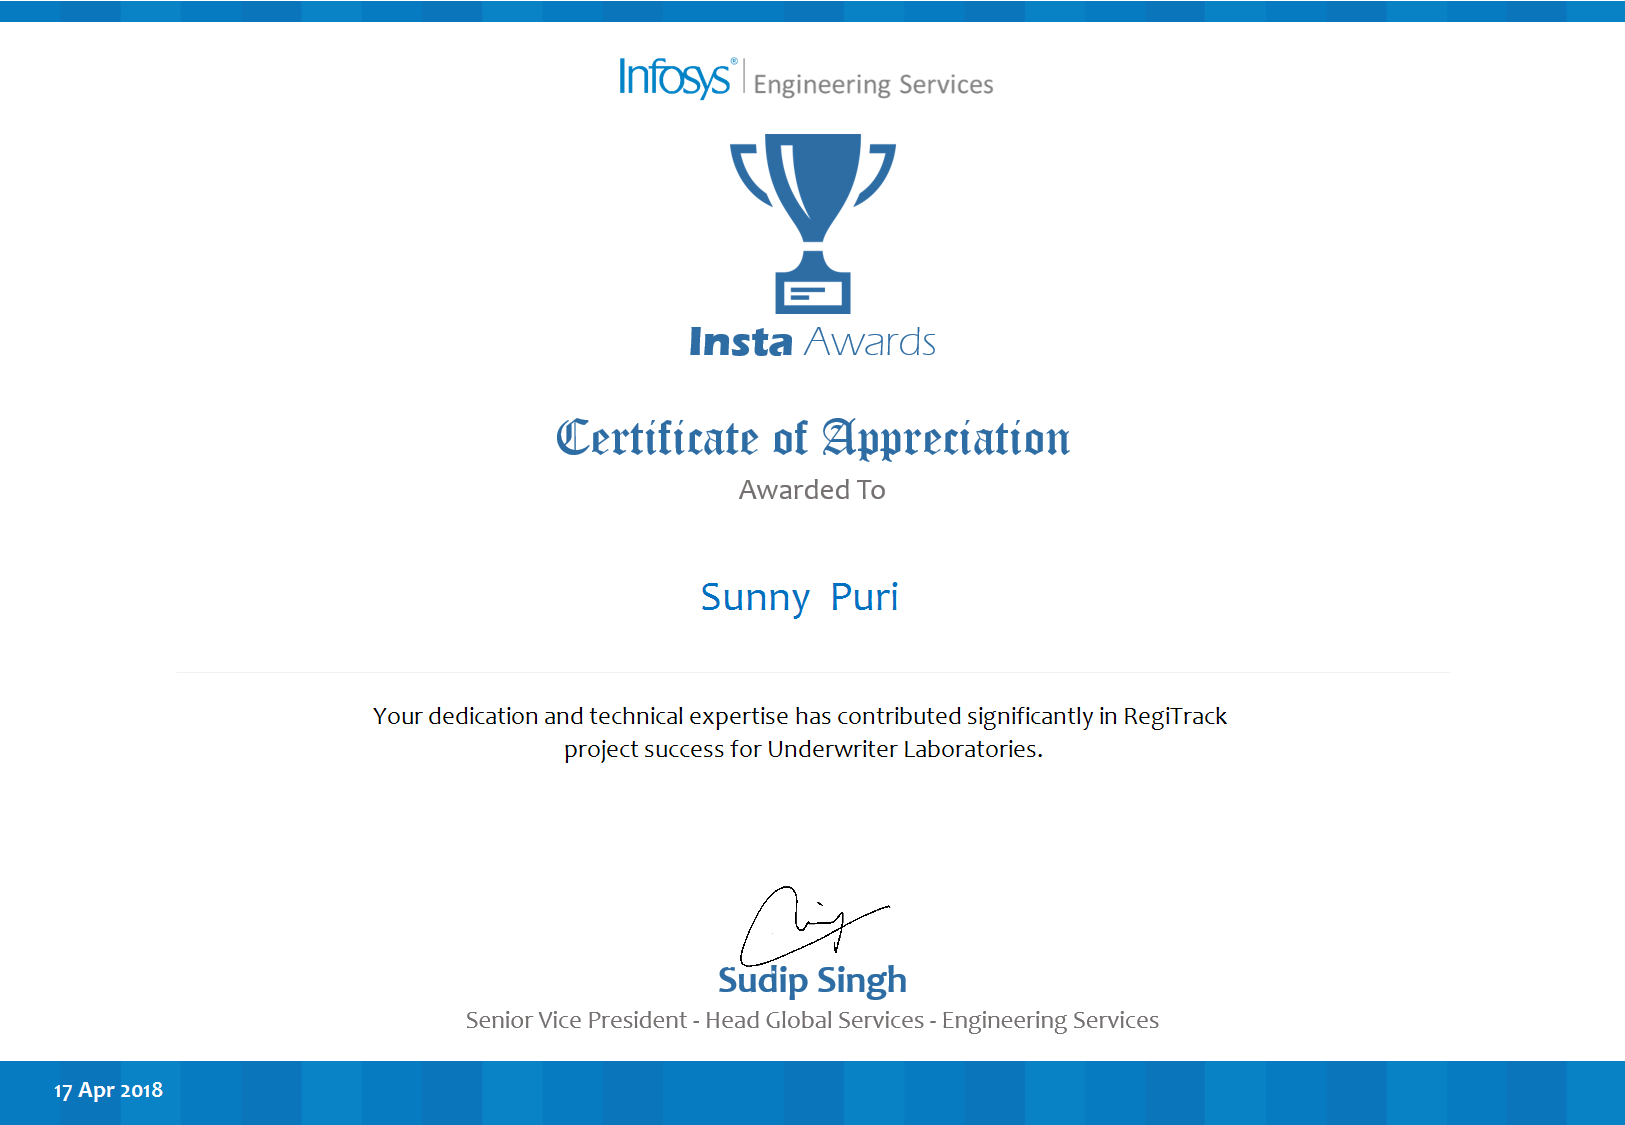 Infosys® | Engineering Services
Insta Awards
Certificate of Appreciation
Awarded To
Sunny Puri
Your dedication and technical expertise has contributed significantly in RegiTrack
project success for Underwriter Laboratories.
Sudip Singh
Senior Vice President - Head Global Services - Engineering Services
17 Apr 2018